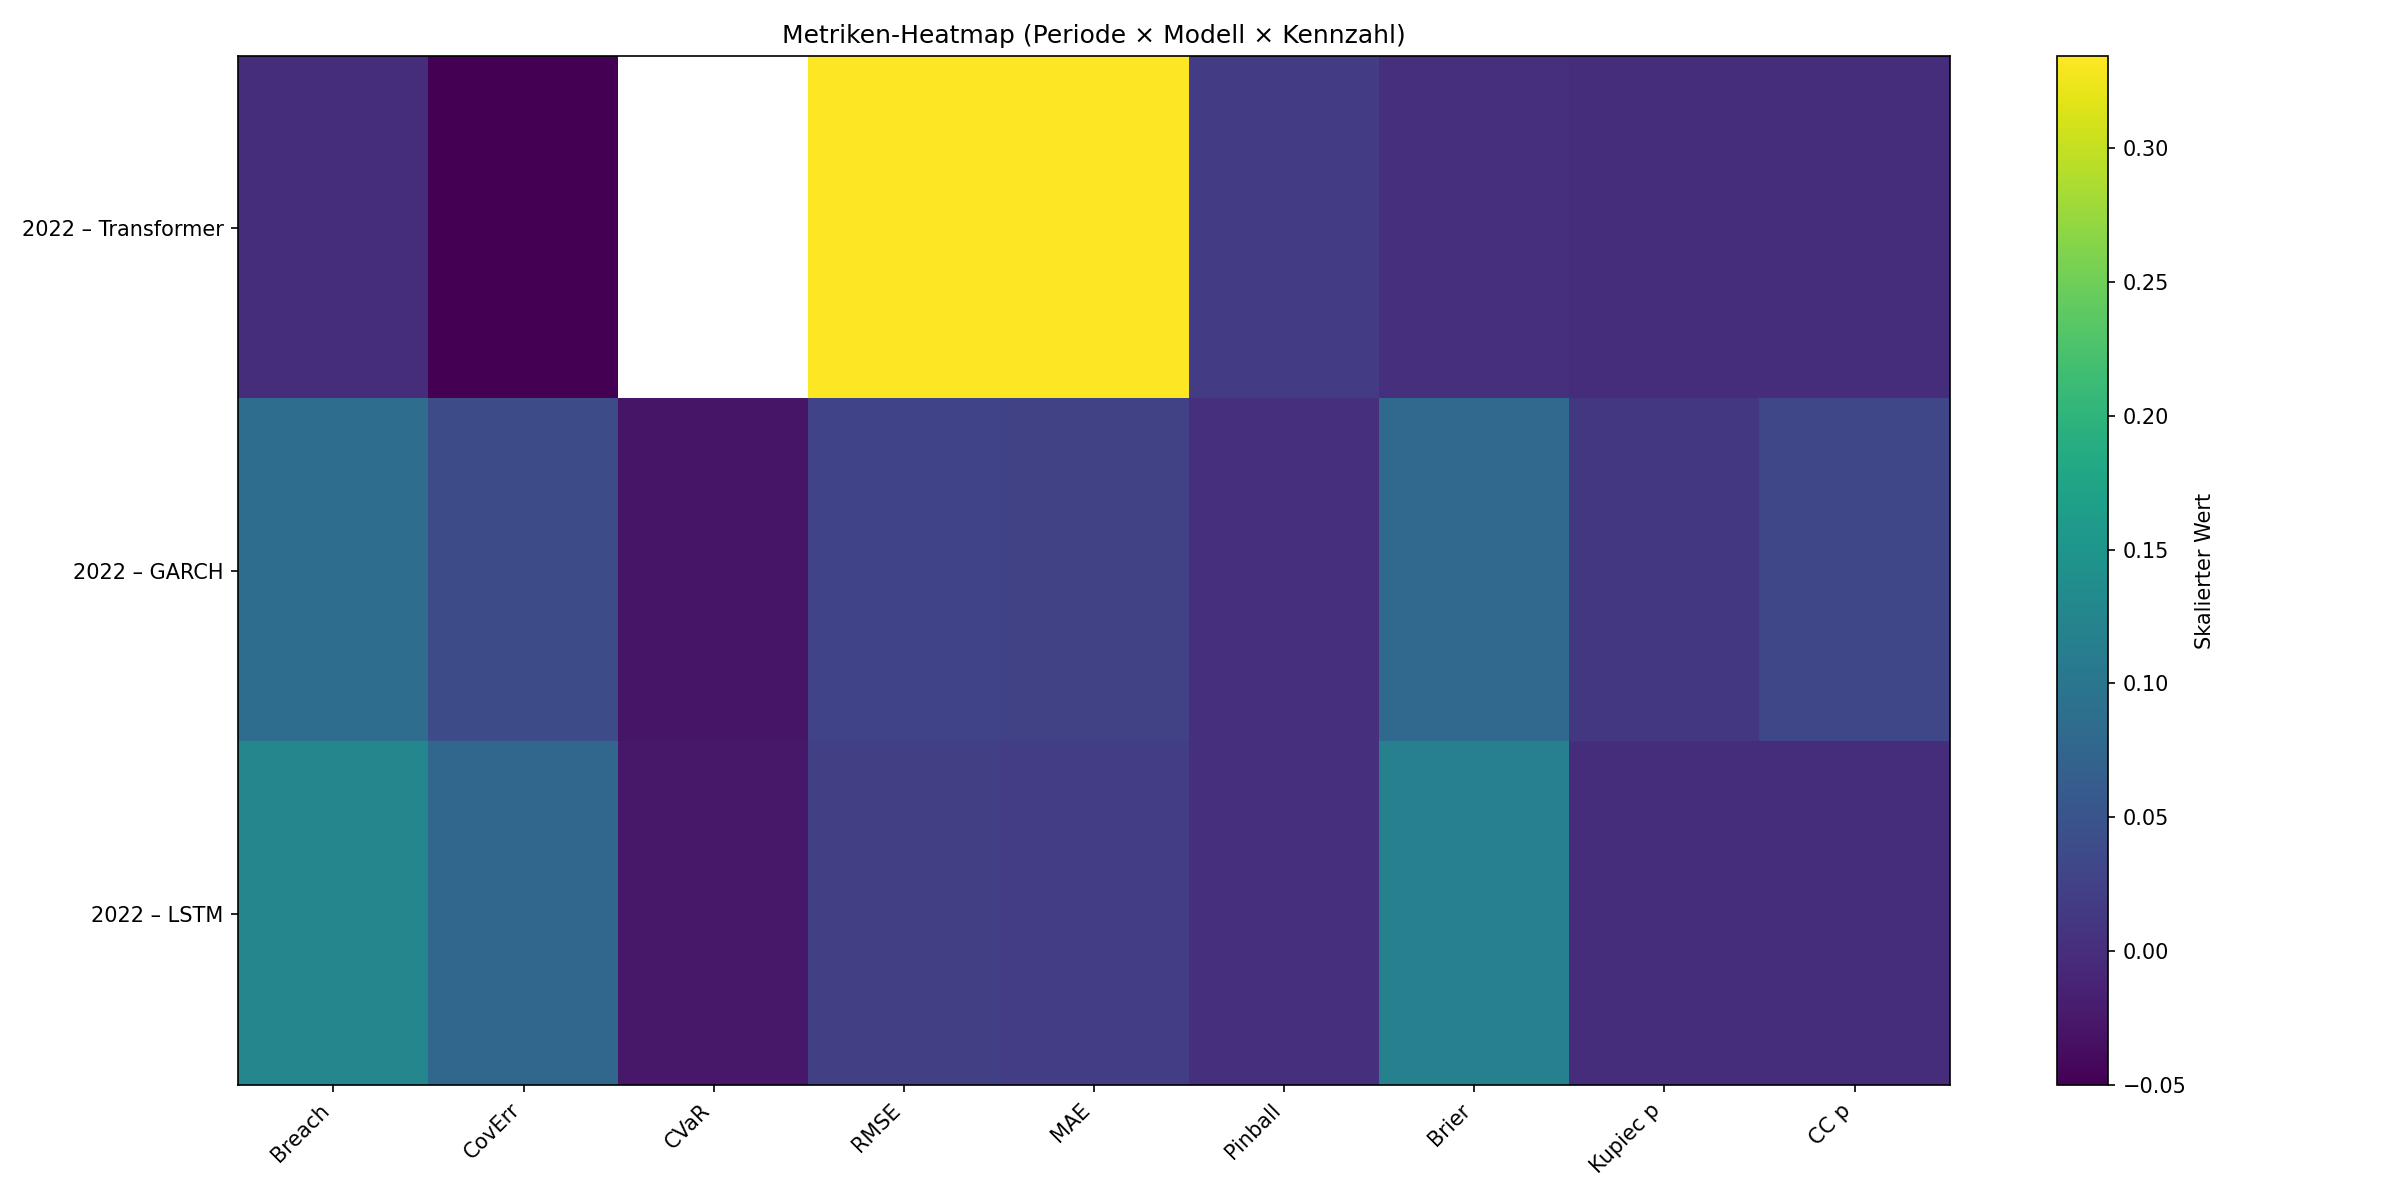 Metriken-Heatmap (Periode × Modell × Kennzahl)
2022 – Transformer
2022 – GARCH
2022 – LSTM
Breach
CovErr
CVaR
RMSE
MAE
Pinball
Brier
Kupiec p
CC p
0.30
0.25
0.20
0.15
0.10
0.05
0.00
−0.05
Skalierter Wert